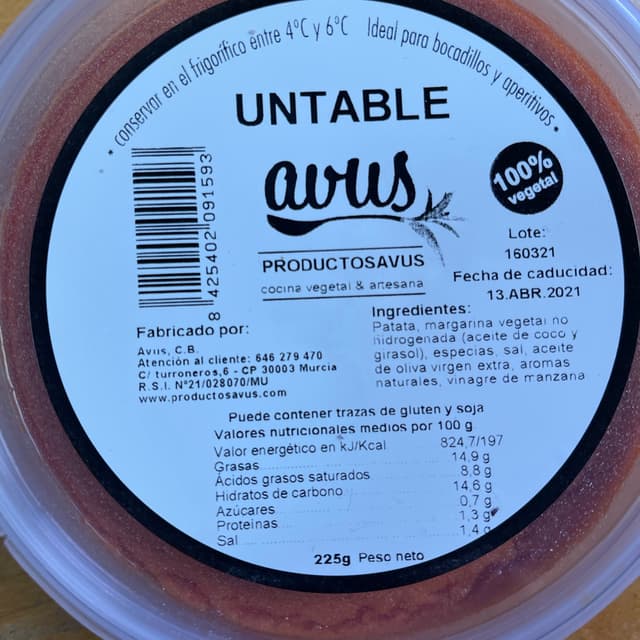 • conservar en el frigorífico entre 4ºC y 6ºC Ideal para bocadillos y aperitivos •
UNTABLE
avus
100%
vegetal
PRODUCTOSAVUS
cocina vegetal & artesana
8 425402 091593
Lote:
160321
Fecha de caducidad:
13.ABR.2021
Fabricado por:
Avus, C.B.
Atención al cliente: 646 279 470
C/ turroneros,6 - CP 30003 Murcia
R.S.I. Nº21/028070/MU
www.productosavus.com
Ingredientes:
Patata, margarina vegetal no
hidrogenada (aceite de coco y
girasol), especias, sal, aceite
de oliva virgen extra, aromas
naturales, vinagre de manzana
Puede contener trazas de gluten y soja
Valores nutricionales medios por 100 g
Valor energético en kJ/Kcal 824,7/197
Grasas 14,9 g
Ácidos grasos saturados 8,8 g
Hidratos de carbono 14,6 g
Azúcares 0,7 g
Proteinas 1,3 g
Sal 1,4 g
225g Peso neto